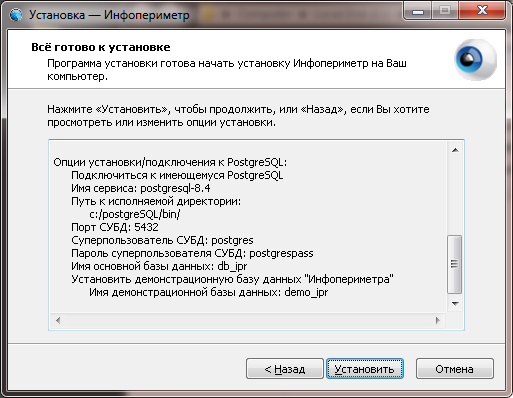 Установка — Инфопериметр
Всё готово к установке
Программа установки готова начать установку Инфопериметр на Ваш
компьютер.
Нажмите «Установить», чтобы продолжить, или «Назад», если Вы хотите
просмотреть или изменить опции установки.
Опции установки/подключения к PostgreSQL:
Подключиться к имеющемуся PostgreSQL
Имя сервиса: postgresql-8.4
Путь к исполняемой директории:
c:/postgreSQL/bin/
Порт СУБД: 5432
Суперпользователь СУБД: postgres
Пароль суперпользователя СУБД: postgrespass
Имя основной базы данных: db_ipr
Установить демонстрационную базу данных "Инфопериметра"
Имя демонстрационной базы данных: demo_ipr
< Назад
Установить
Отмена